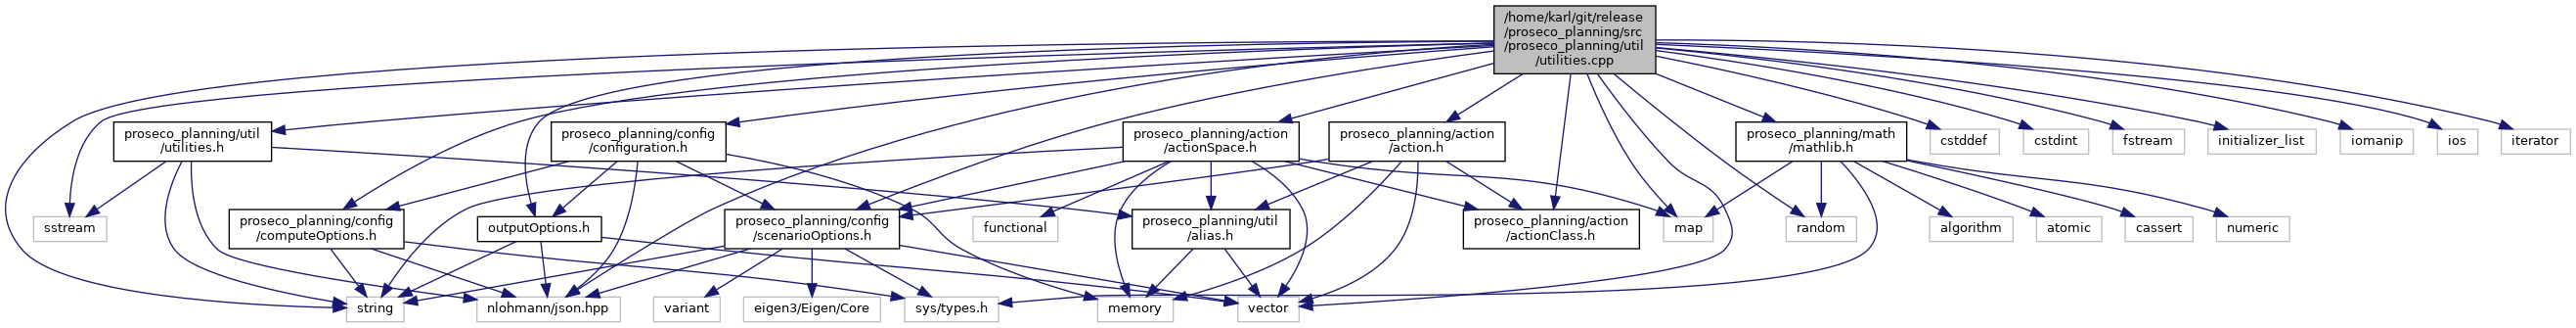 /home/karl/git/release
/proseco_planning/src
/proseco_planning/util
/utilities.cpp
proseco_planning/util
/utilities.h
proseco_planning/config
/configuration.h
proseco_planning/action
/actionSpace.h
proseco_planning/action
/action.h
proseco_planning/math
/mathlib.h
cstddef
cstdint
fstream
initializer_list
iomanip
ios
iterator
sstream
proseco_planning/config
/computeOptions.h
outputOptions.h
proseco_planning/config
/scenarioOptions.h
functional
proseco_planning/util
/alias.h
proseco_planning/action
/actionClass.h
map
random
algorithm
atomic
cassert
numeric
string
nlohmann/json.hpp
variant
eigen3/Eigen/Core
sys/types.h
memory
vector